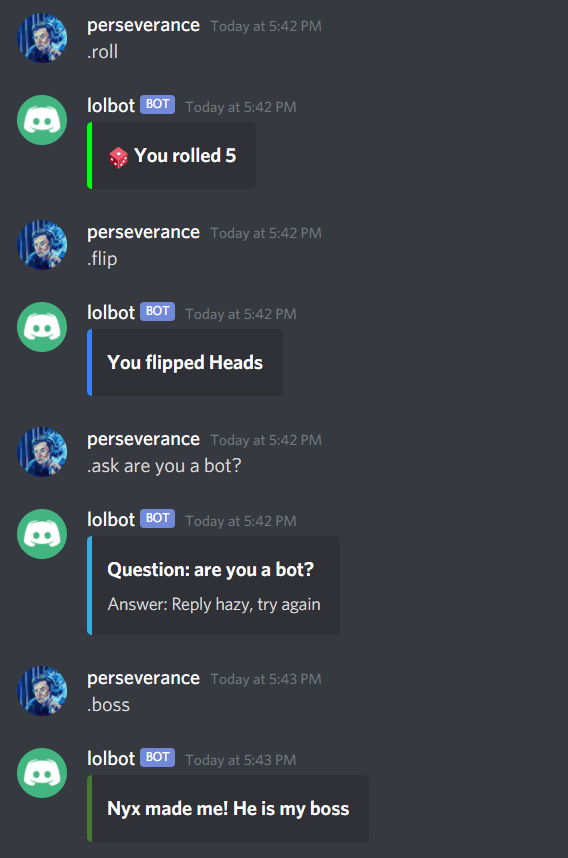 perseverance Today at 5:42 PM
.roll
lolbot BOT Today at 5:42 PM
You rolled 5
perseverance Today at 5:42 PM
.flip
lolbot BOT Today at 5:42 PM
You flipped Heads
perseverance Today at 5:42 PM
.ask are you a bot?
lolbot BOT Today at 5:42 PM
Question: are you a bot?
Answer: Reply hazy, try again
perseverance Today at 5:43 PM
.boss
lolbot BOT Today at 5:43 PM
Nyx made me! He is my boss